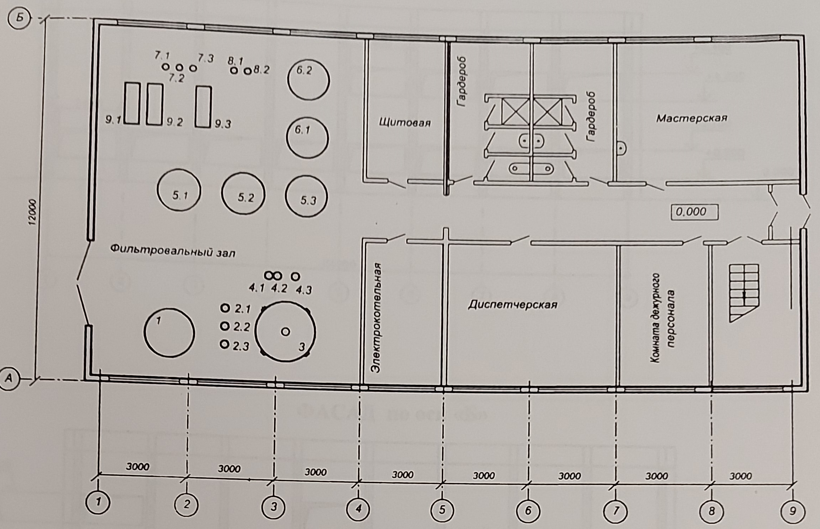 Б
7.1
7.3
8.1
7.2
8.2
6.2
9.1
9.2
9.3
6.1
5.1
5.2
5.3
Щитовая
Гардероб
Гардероб
Мастерская
0,000
12000
Фильтровальный зал
4.1 4.2 4.3
2.1
2.2
2.3
1
3
Электрокотельная
Диспетчерская
Комната дежурного
персонала
А
3000 3000 3000 3000 3000 3000 3000 3000
1 2 3 4 5 6 7 8 9